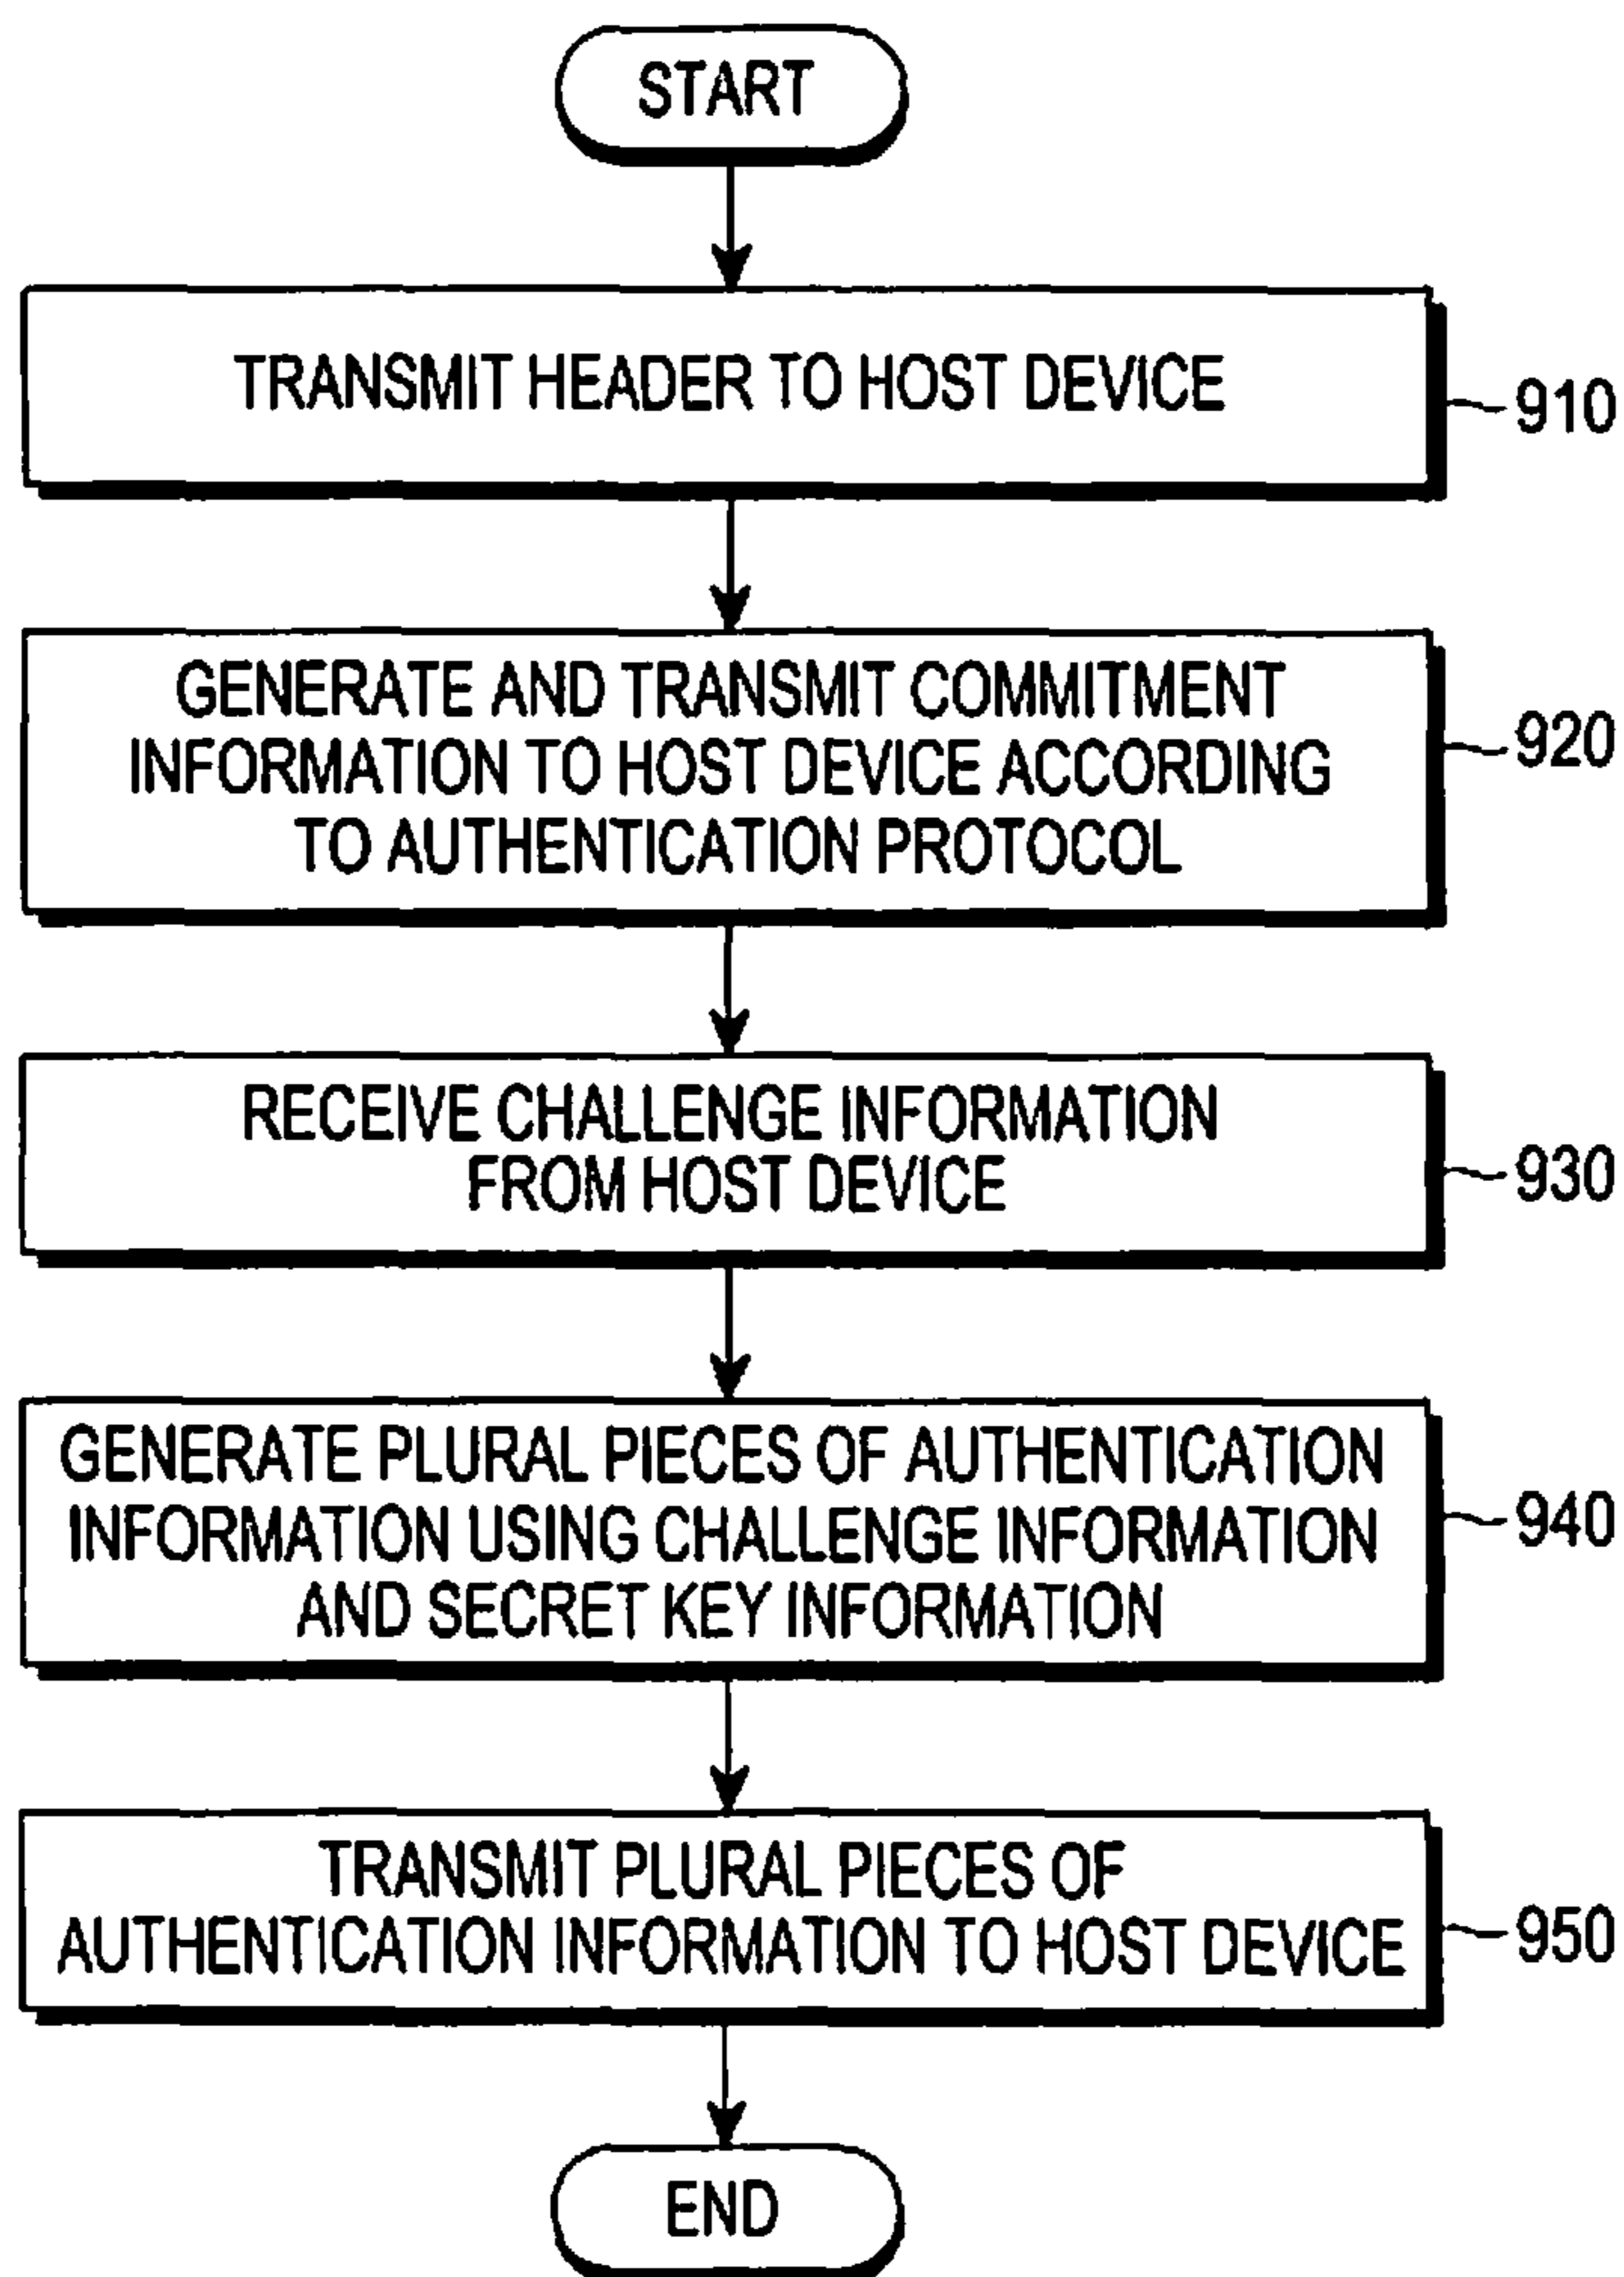 START
TRANSMIT HEADER TO HOST DEVICE
910
GENERATE AND TRANSMIT COMMITMENT
INFORMATION TO HOST DEVICE ACCORDING
TO AUTHENTICATION PROTOCOL
920
RECEIVE CHALLENGE INFORMATION
FROM HOST DEVICE
930
GENERATE PLURAL PIECES OF AUTHENTICATION
INFORMATION USING CHALLENGE INFORMATION
AND SECRET KEY INFORMATION
940
TRANSMIT PLURAL PIECES OF
AUTHENTICATION INFORMATION TO HOST DEVICE
950
END